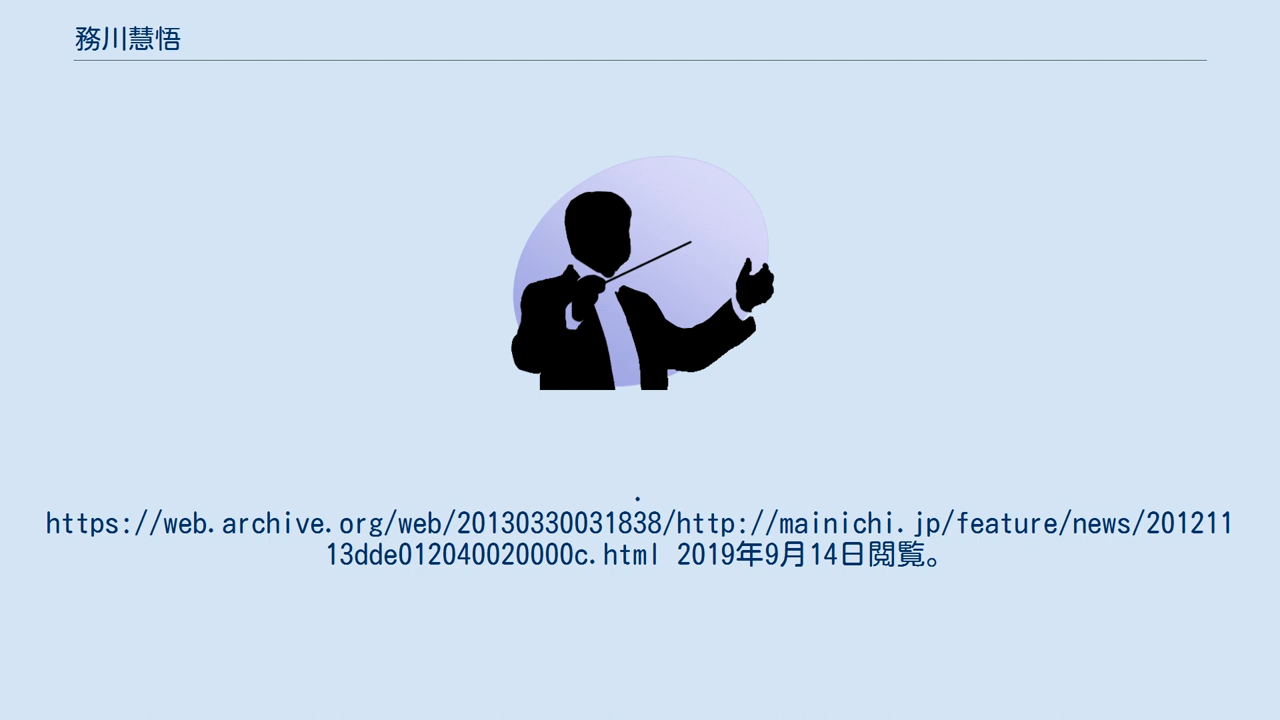 務川慧悟
.
https://web.archive.org/web/20130330031838/http://mainichi.jp/feature/news/201211
13dde012040020000c.html 2019年9月14日閲覧。